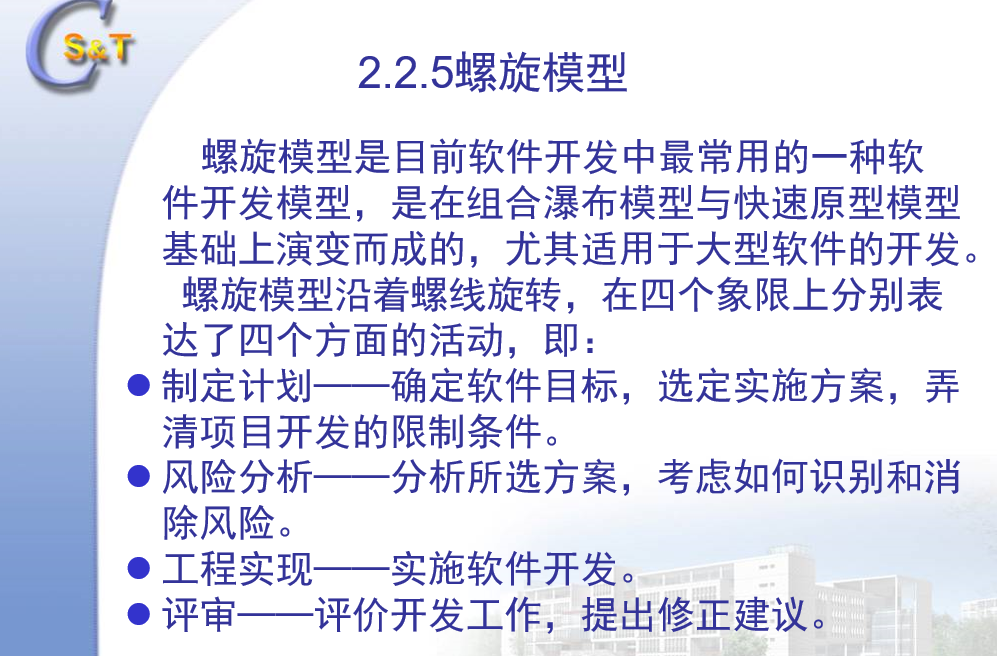 CS&T
2.2.5螺旋模型
螺旋模型是目前软件开发中最常用的一种软
件开发模型，是在组合瀑布模型与快速原型模型
基础上演变而成的，尤其适用于大型软件的开发。
螺旋模型沿着螺线旋转，在四个象限上分别表
达了四个方面的活动，即：
●制定计划——确定软件目标，选定实施方案，弄
清项目开发的限制条件。
●风险分析——分析所选方案，考虑如何识别和消
除风险。
●工程实现——实施软件开发。
●评审——评价开发工作，提出修正建议。